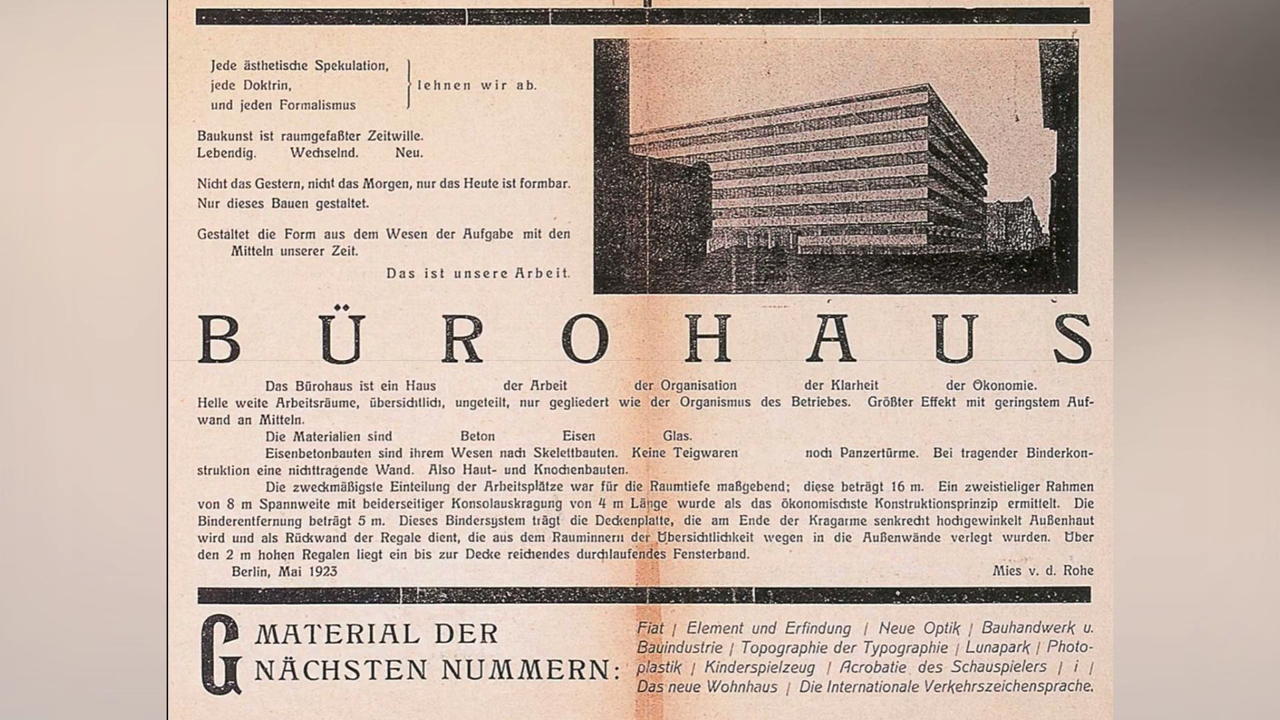 Jede ästhetische Spekulation,
jede Doktrin,
und jeden Formalismus
lehnen wir ab.
Baukunst ist raumgefaßter Zeitwille.
Lebendig. Wechselnd. Neu.
Nicht das Gestern, nicht das Morgen, nur das Heute ist formbar.
Nur dieses Bauen gestaltet.
Gestaltet die Form aus dem Wesen der Aufgabe mit den
Mitteln unserer Zeit.
Das ist unsere Arbeit.
BÜROHAUS
Das Bürohaus ist ein Haus der Arbeit der Organisation der Klarheit der Ökonomie.
Helle weite Arbeitsräume, übersichtlich, ungeteilt, nur gegliedert wie der Organismus des Betriebes. Größter Effekt mit geringstem Auf-
wand an Mitteln.
Die Materialien sind Beton Eisen Glas.
Eisenbetonbauten sind ihrem Wesen nach Skelettbauten. Keine Teigwaren noch Panzertürme. Bei tragender Binderkon-
struktion eine nichttragende Wand. Also Haut- und Knochenbauten.
Die zweckmäßigste Einteilung der Arbeitsplätze war für die Raumtiefe maßgebend; diese beträgt 16 m. Ein zweistieliger Rahmen
von 8 m Spannweite mit beiderseitiger Konsolauskragung von 4 m Länge wurde als das ökonomischste Konstruktionsprinzip ermittelt. Die
Binderentfernung beträgt 5 m. Dieses Bindersystem trägt die Deckenplatte, die am Ende der Kragarme senkrecht hochgewinkelt Außenhaut
wird und als Rückwand der Regale dient, die aus dem Rauminnern der Übersichtlichkeit wegen in die Außenwände verlegt wurden. Über
den 2 m hohen Regalen liegt ein bis zur Decke reichendes durchlaufendes Fensterband.
Berlin, Mai 1923 Mies v. d. Rohe
G MATERIAL DER
NÄCHSTEN NUMMERN:
Fiat / Element und Erfindung / Neue Optik / Bauhandwerk u.
Bauindustrie / Topographie der Typographie / Lunapark / Photo-
plastik / Kinderspielzeug / Acrobatie des Schauspielers / i /
Das neue Wohnhaus / Die Internationale Verkehrszeichensprache.